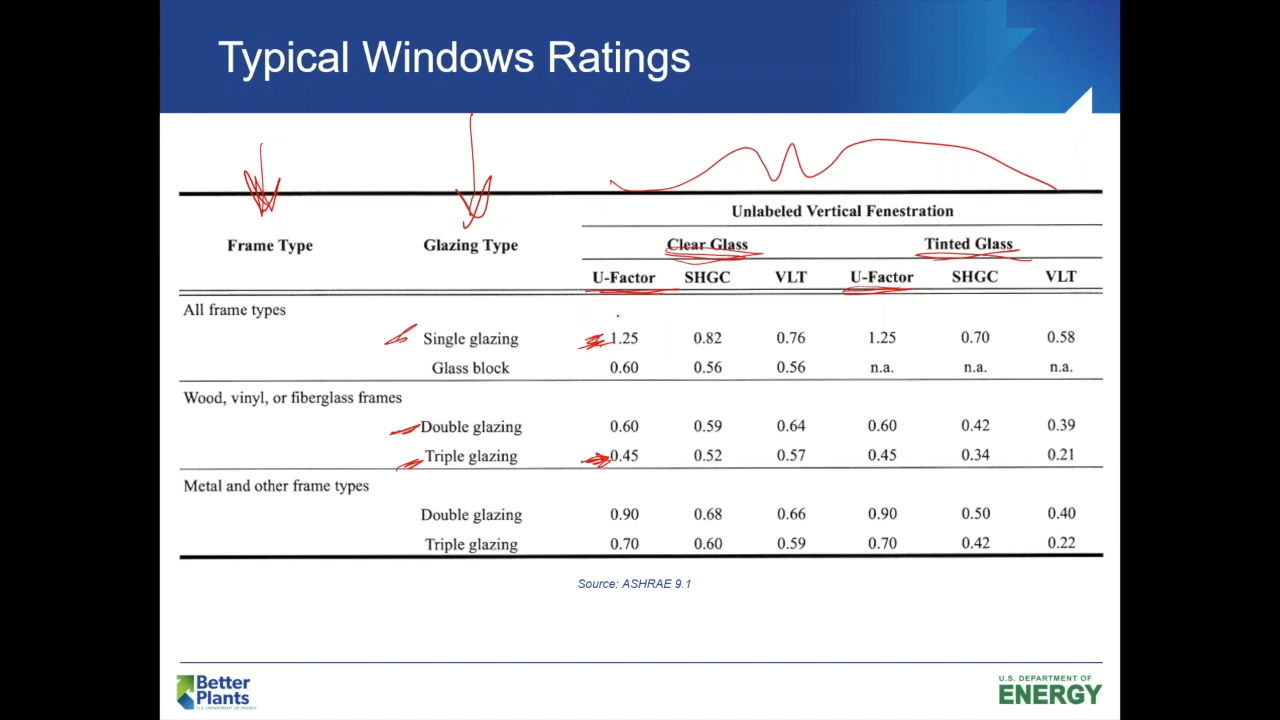 Typical Windows Ratings
Unlabeled Vertical Fenestration
Frame Type Glazing Type Clear Glass Tinted Glass
U-Factor SHGC VLT U-Factor SHGC VLT
All frame types
Single glazing 1.25 0.82 0.76 1.25 0.70 0.58
Glass block 0.60 0.56 0.56 n.a. n.a. n.a.
Wood, vinyl, or fiberglass frames
Double glazing 0.60 0.59 0.64 0.60 0.42 0.39
Triple glazing 0.45 0.52 0.57 0.45 0.34 0.21
Metal and other frame types
Double glazing 0.90 0.68 0.66 0.90 0.50 0.40
Triple glazing 0.70 0.60 0.59 0.70 0.42 0.22
Source: ASHRAE 9.1
Better
Plants
U.S. DEPARTMENT OF ENERGY
U.S. DEPARTMENT OF
ENERGY